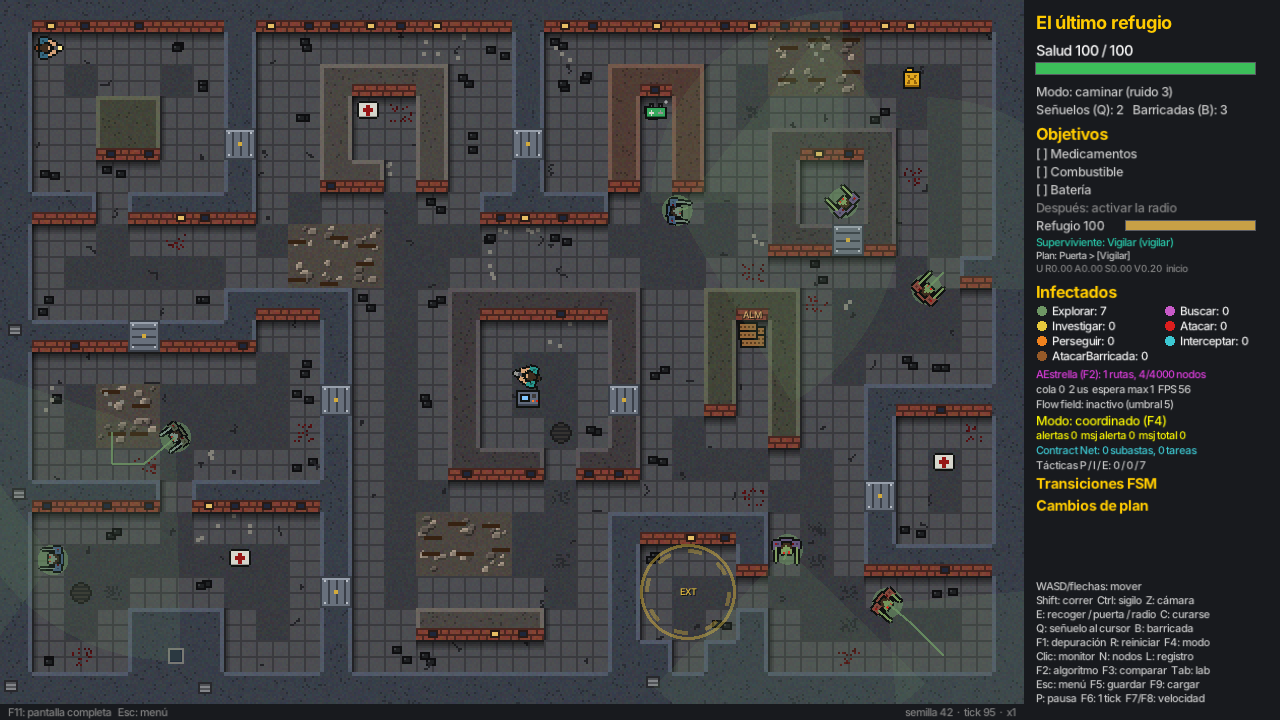 ALM
EXT
El último refugio
Salud 100 / 100
Modo: caminar (ruido 3)
Señuelos (Q): 2 Barricadas (B): 3
Objetivos
[ ] Medicamentos
[ ] Combustible
[ ] Batería
Después: activar la radio
Refugio 100
Superviviente: Vigilar (vigilar)
Plan: Puerta > [Vigilar]
U R0.00 A0.00 S0.00 V0.20 inicio
Infectados
Explorar: 7 Buscar: 0
Investigar: 0 Atacar: 0
Perseguir: 0 Interceptar: 0
AtacarBarricada: 0
AEstrella (F2): 1 rutas, 4/4000 nodos
cola 0 2 us espera max 1 FPS 56
Flow field: inactivo (umbral 5)
Modo: coordinado (F4)
alertas 0 msj alerta 0 msj total 0
Contract Net: 0 subastas, 0 tareas
Tácticas P / I / E: 0 / 0 / 7
Transiciones FSM
Cambios de plan
WASD/flechas: mover
Shift: correr Ctrl: sigilo Z: cámara
E: recoger / puerta / radio C: curarse
Q: señuelo al cursor B: barricada
F1: depuración R: reiniciar F4: modo
Clic: monitor N: nodos L: registro
F2: algoritmo F3: comparar Tab: lab
Esc: menú F5: guardar F9: cargar
P: pausa F6: 1 tick F7/F8: velocidad
F11: pantalla completa Esc: menú
semilla 42 · tick 95 · x1